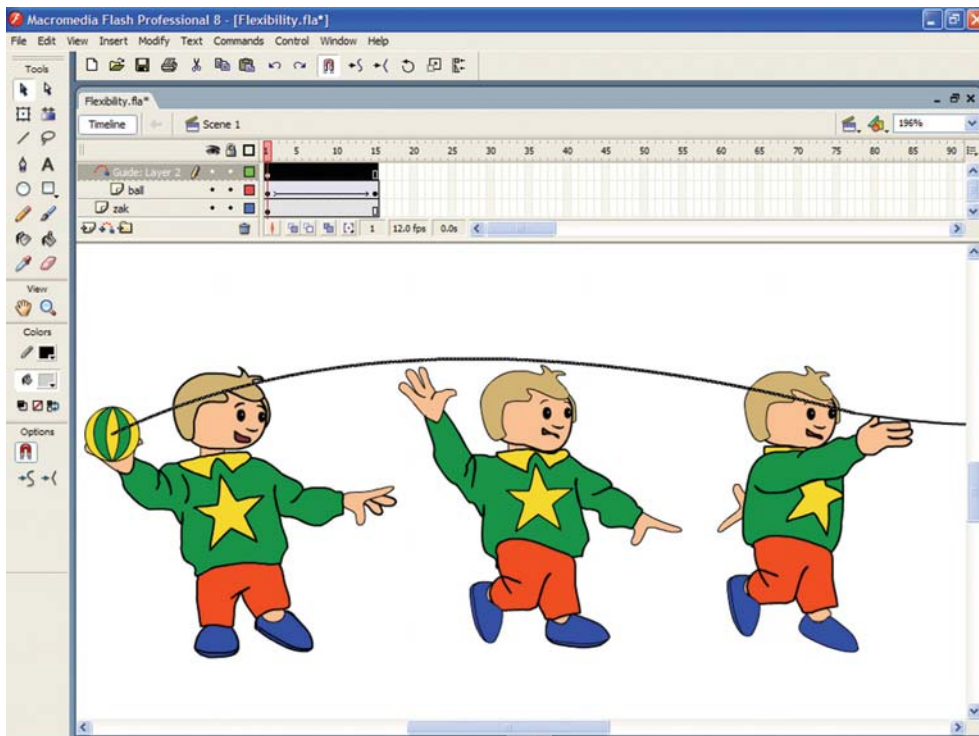 Macromedia Flash Professional 8 - [Flexibility.fla*]
File Edit View Insert Modify Text Commands Control Window Help
Tools
Flexibility.fla*
Timeline Scene 1 196%
1 5 10 15 20 25 30 35 40 45 50 55 60 65 70 75 80 85 90
Guide: Layer 2
ball
zak
1 12.0 fps 0.0s
View
Colors
Options